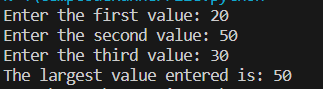 Enter the first value: 20
Enter the second value: 50
Enter the third value: 30
The largest value entered is: 50